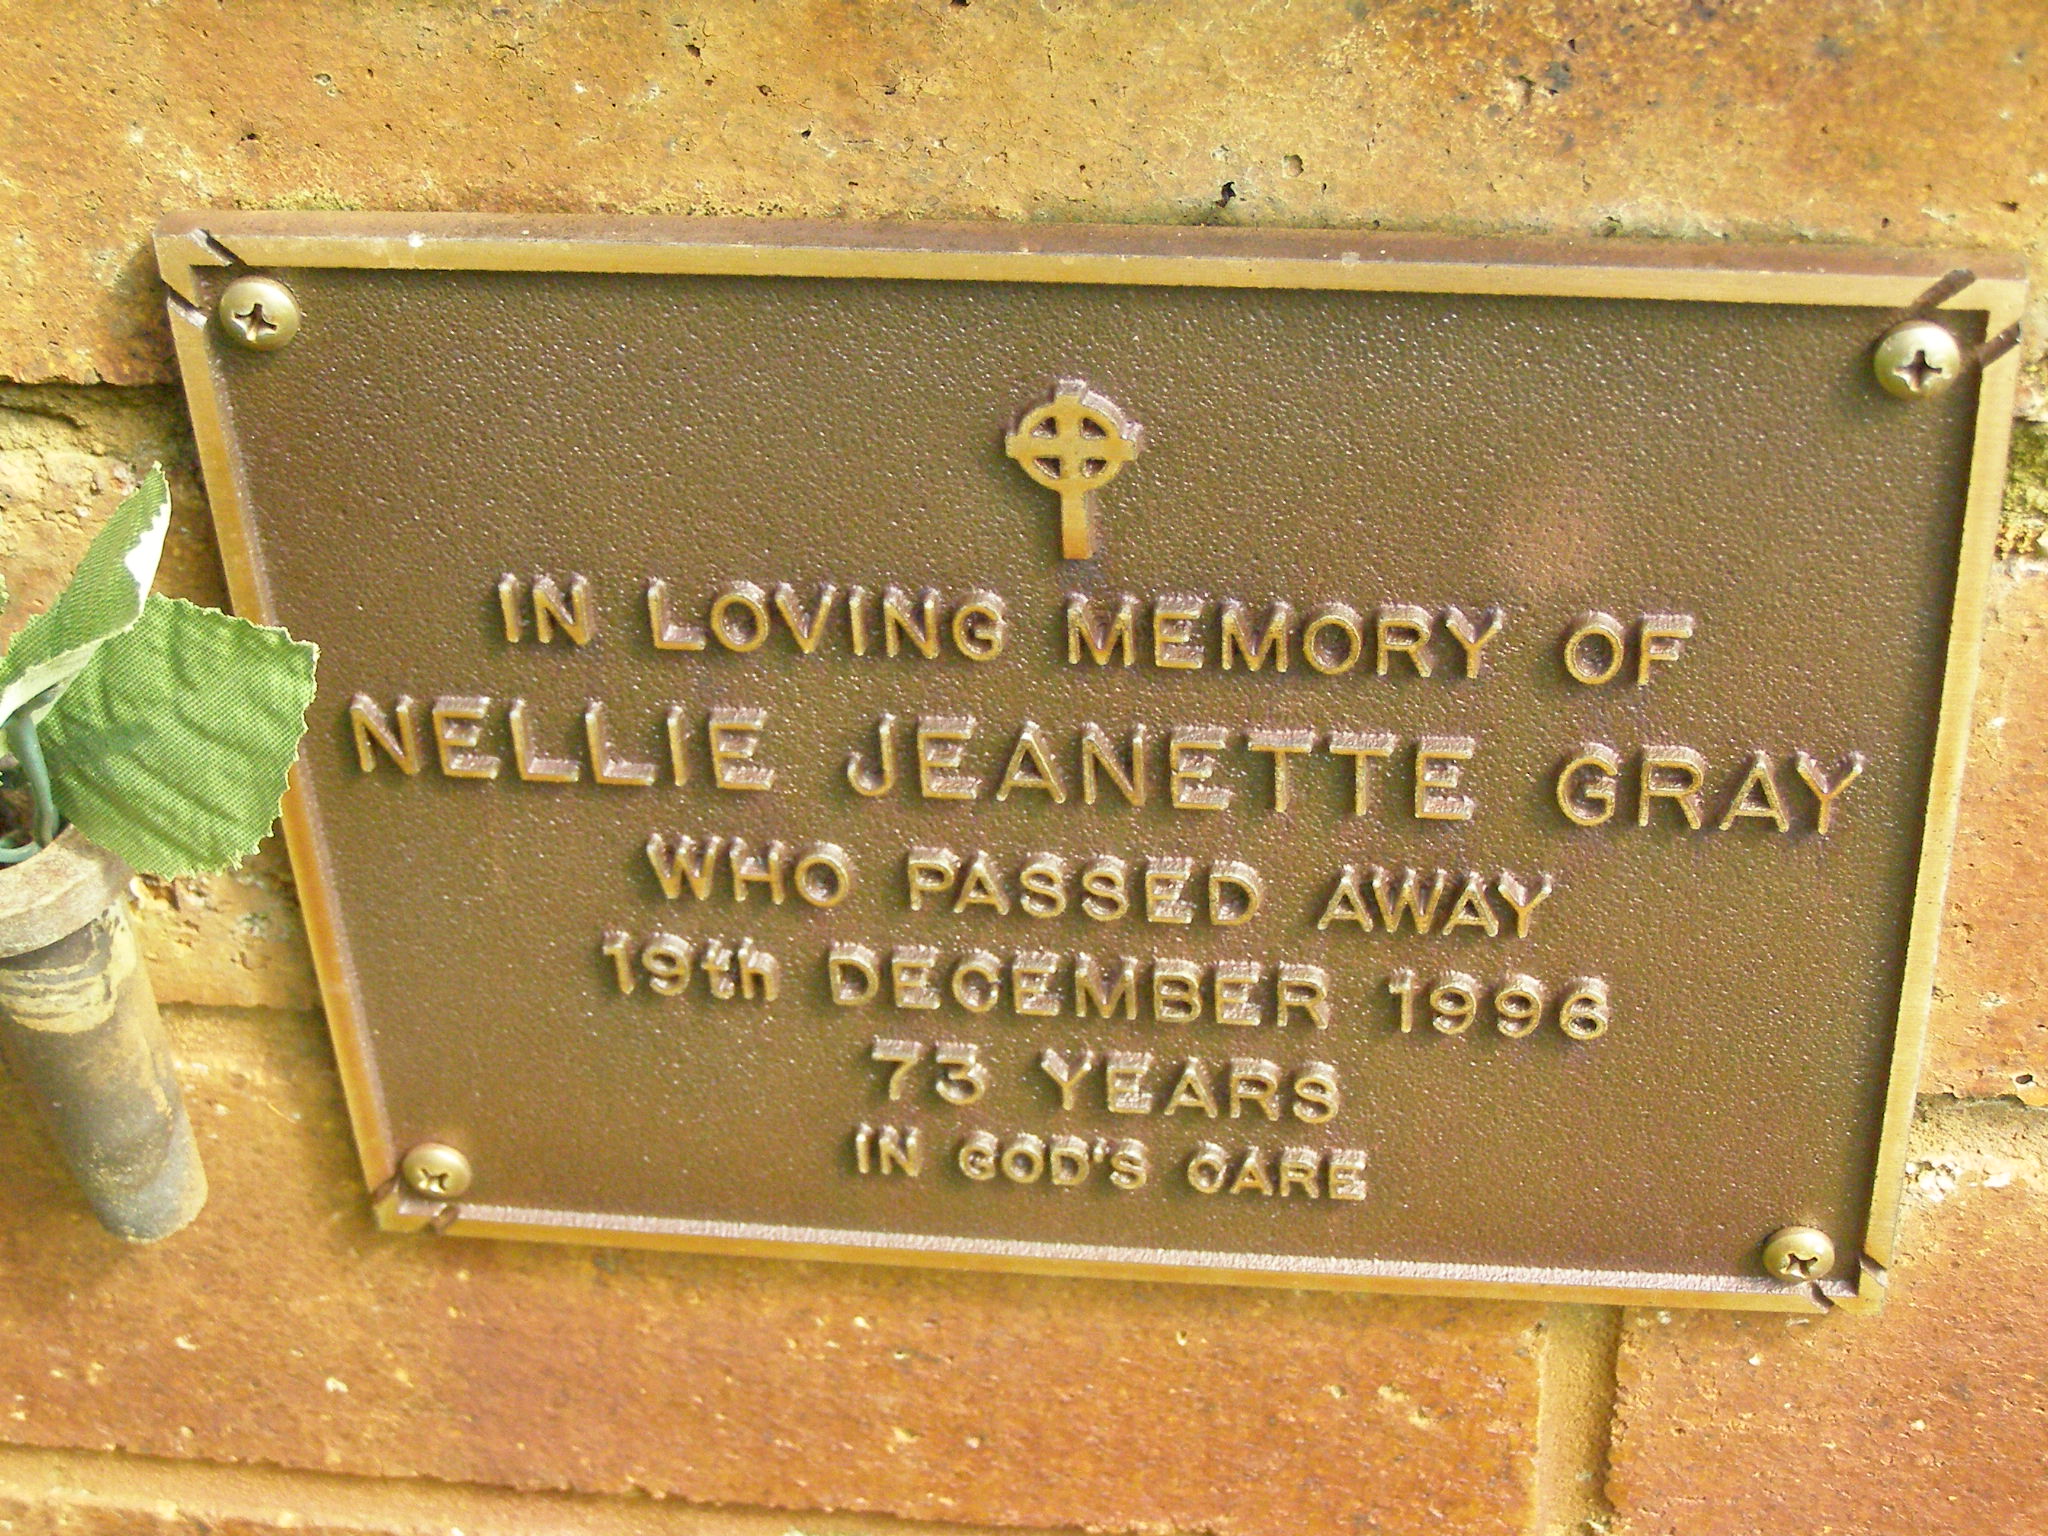 IN LOVING MEMORY OF
NELLIE JEANETTE GRAY
WHO PASSED AWAY
19th DECEMBER 1996
73 YEARS
IN GOD'S CARE